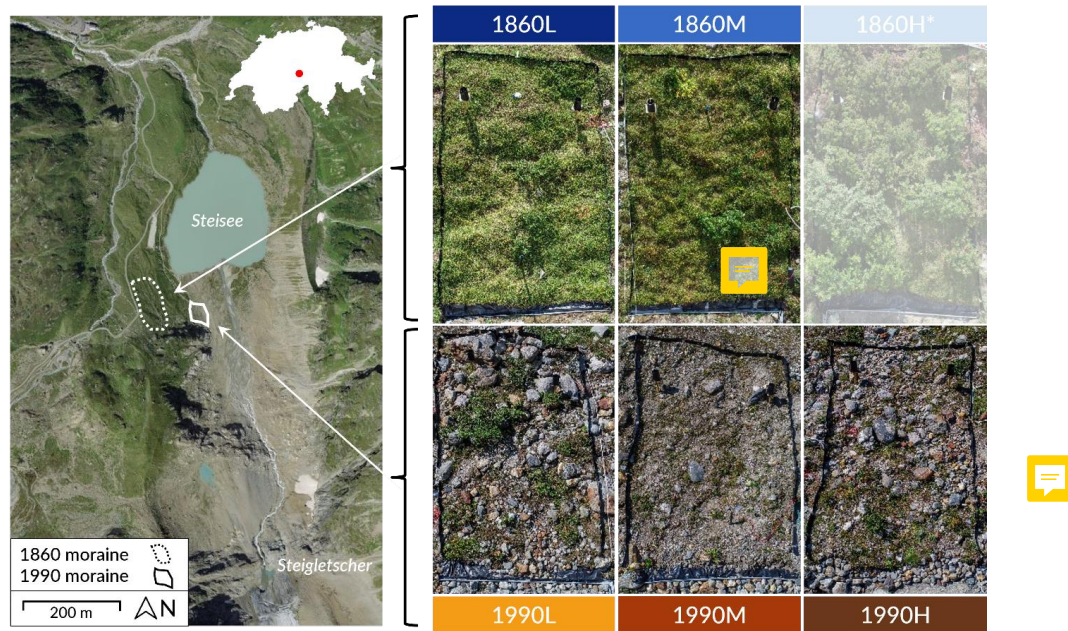 1860L
1860M
1860H*
Steisee
Steigletscher
1860 moraine
1990 moraine
200 m
N
1990L
1990M
1990H